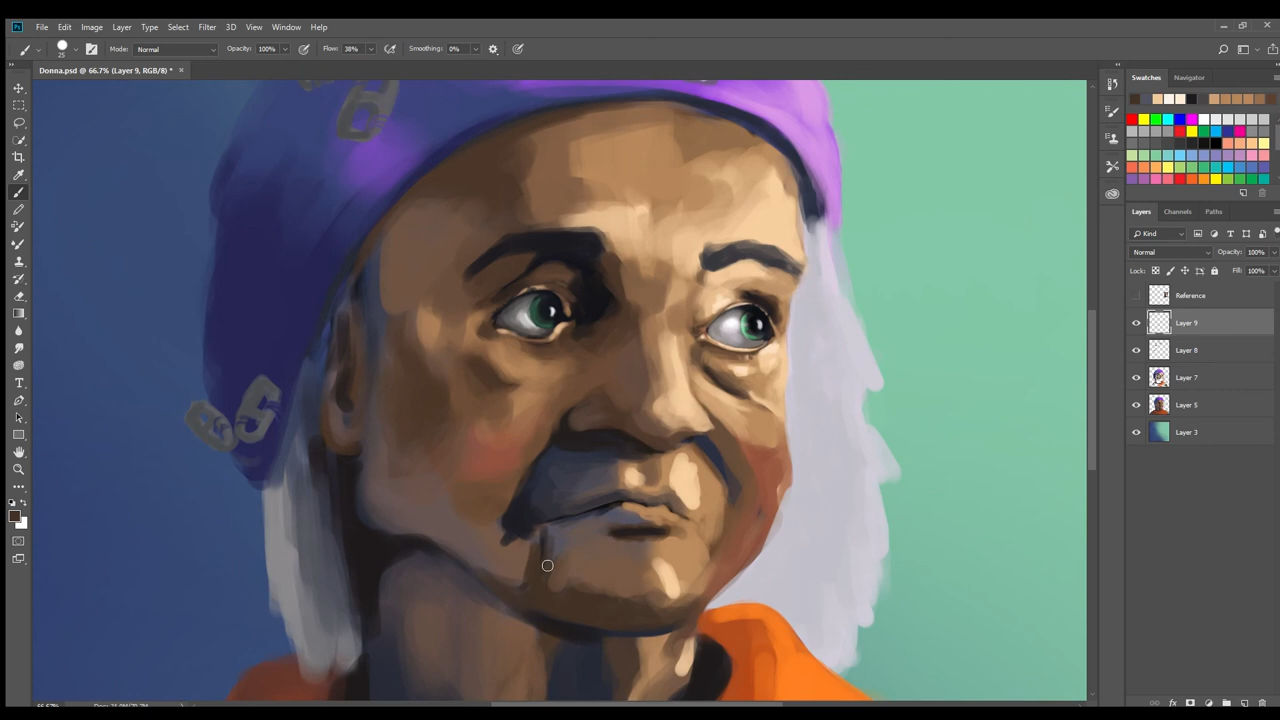 File Edit Image Layer Type Select Filter 3D View Window Help
Mode: Normal Opacity: 100% Flow: 38% Smoothing: 0%
25
Donna.psd @ 66.7% (Layer 9, RGB/8) *
Swatches Navigator
Layers Channels Paths
Kind
Normal Opacity: 100%
Lock: Fill: 100%
Reference
Layer 9
Layer 8
Layer 7
Layer 5
Layer 3